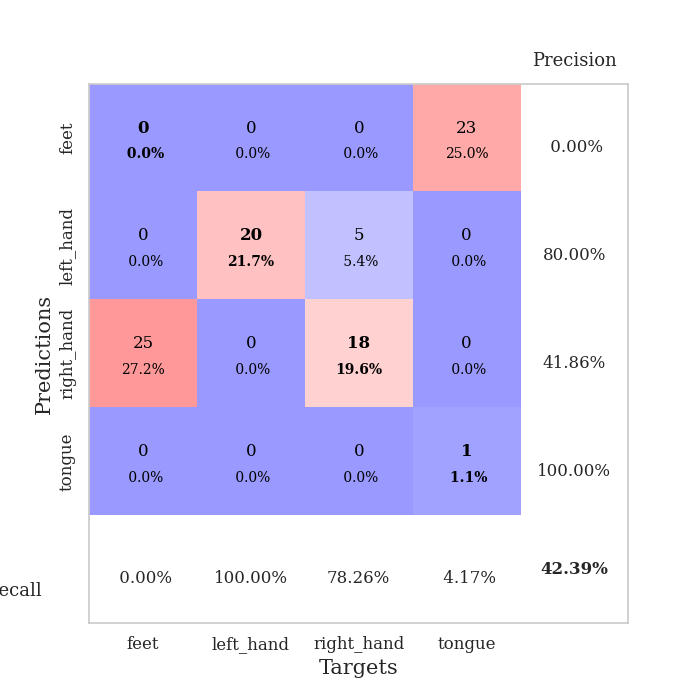 Precision
feet
0 0 0 23 0.00%
0.0% 0.0% 0.0% 25.0%
left_hand
0 20 5 0 80.00%
0.0% 21.7% 5.4% 0.0%
Predictions
right_hand
25 0 18 0 41.86%
27.2% 0.0% 19.6% 0.0%
tongue
0 0 0 1 100.00%
0.0% 0.0% 0.0% 1.1%
ecall 0.00% 100.00% 78.26% 4.17% 42.39%
feet left_hand right_hand tongue
Targets